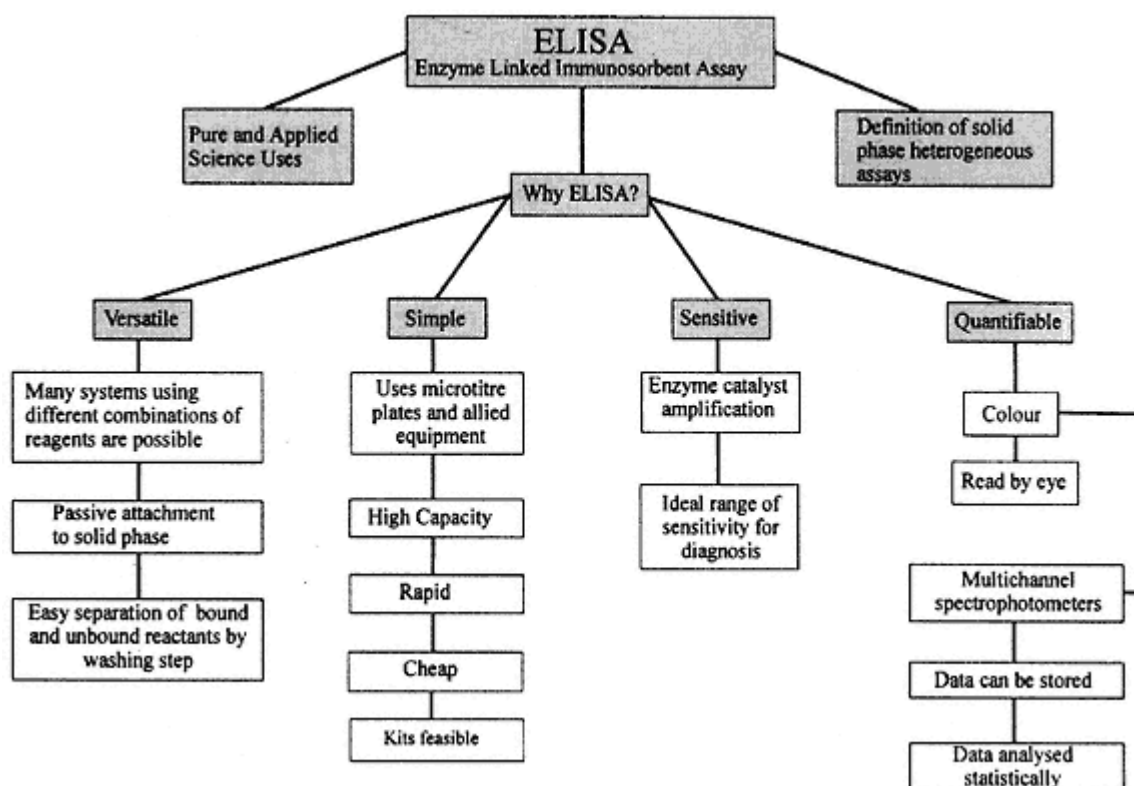 ELISA
Enzyme Linked Immunosorbent Assay
Pure and Applied
Science Uses
Definition of solid
phase heterogeneous
assays
Why ELISA?
Versatile
Simple
Sensitive
Quantifiable
Many systems using
different combinations of
reagents are possible
Passive attachment
to solid phase
Easy separation of bound
and unbound reactants by
washing step
Uses microtitre
plates and allied
equipment
High Capacity
Rapid
Cheap
Kits feasible
Enzyme catalyst
amplification
Ideal range of
sensitivity for
diagnosis
Colour
Read by eye
Multichannel
spectrophotometers
Data can be stored
Data analysed
statistically